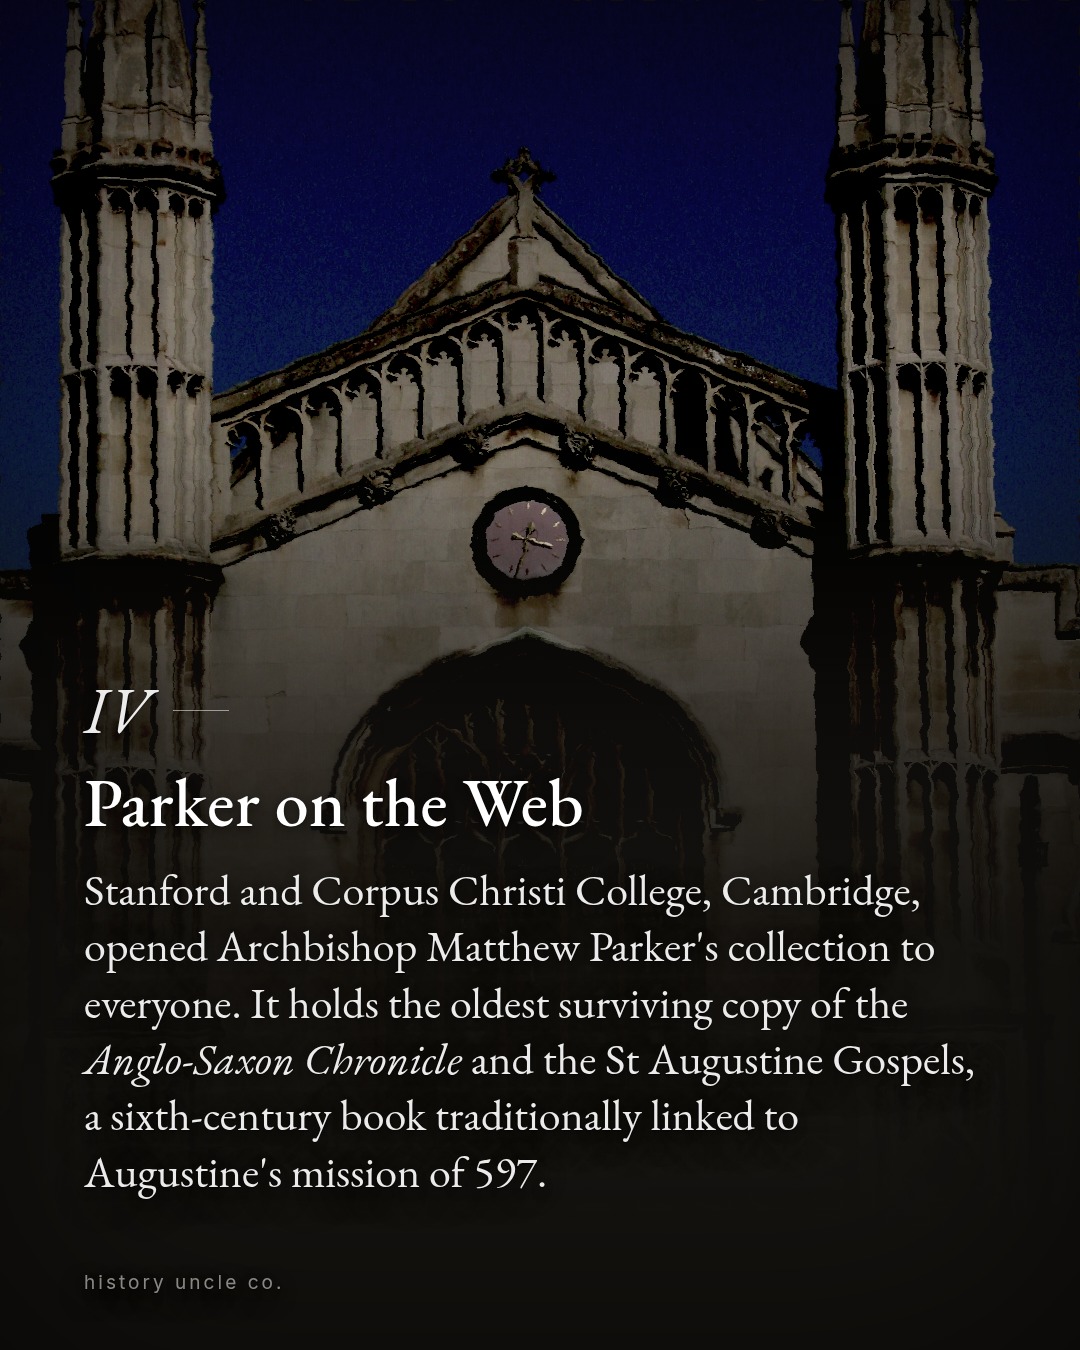 IV
Parker on the Web
Stanford and Corpus Christi College, Cambridge,
opened Archbishop Matthew Parker's collection to
everyone. It holds the oldest surviving copy of the
Anglo-Saxon Chronicle and the St Augustine Gospels,
a sixth-century book traditionally linked to
Augustine's mission of 597.
history uncle co.